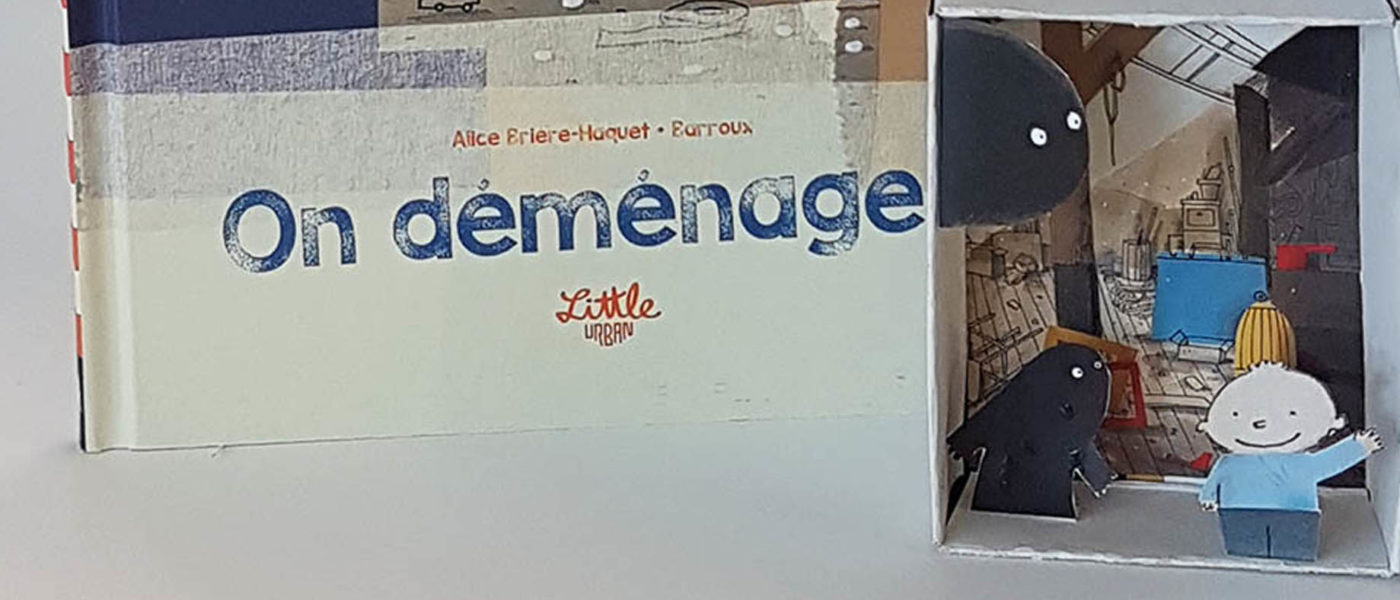 Alice Brière-Haquet • Barroux
On déménage
Little
URBAN